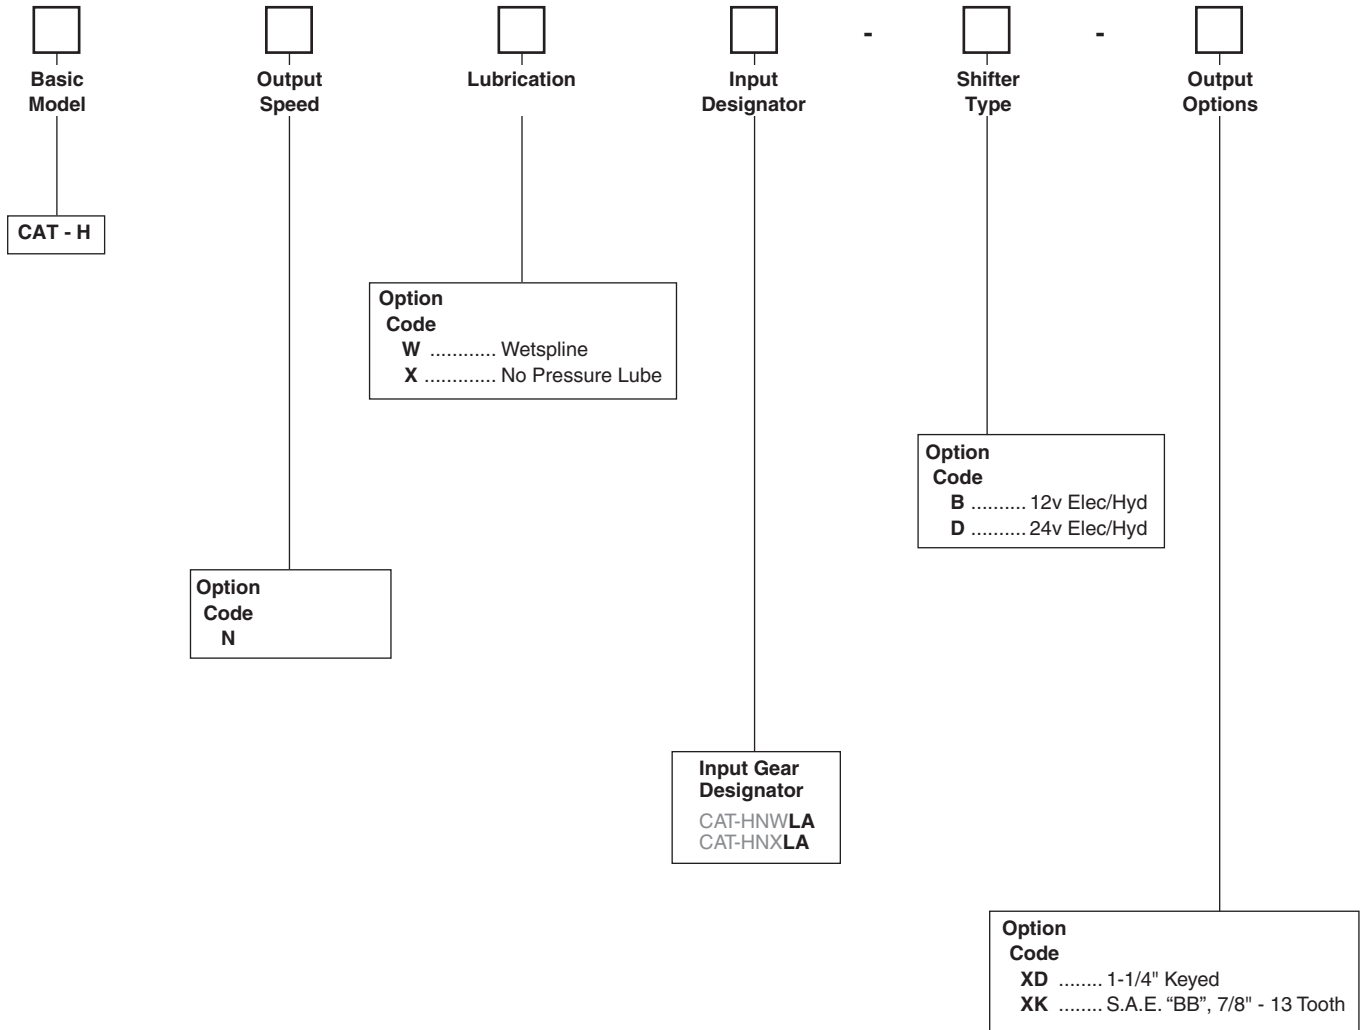 - -
Basic Model
Output Speed
Lubrication
Input Designator
Shifter Type
Output Options
CAT - H
Option
Code
W ............ Wetspline
X ............. No Pressure Lube
Option
Code
B .......... 12v Elec/Hyd
D .......... 24v Elec/Hyd
Option
Code
N
Input Gear
Designator
CAT-HNWLA
CAT-HNXLA
Option
Code
XD ........ 1-1/4" Keyed
XK ........ S.A.E. “BB”, 7/8" - 13 Tooth